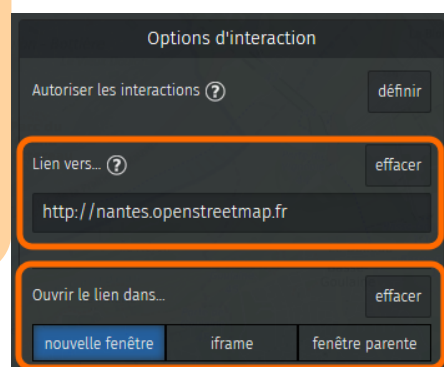 Options d'interaction
Autoriser les interactions ? définir
Lien vers... ? effacer
http://nantes.openstreetmap.fr
Ouvrir le lien dans... effacer
nouvelle fenêtre iframe fenêtre parente